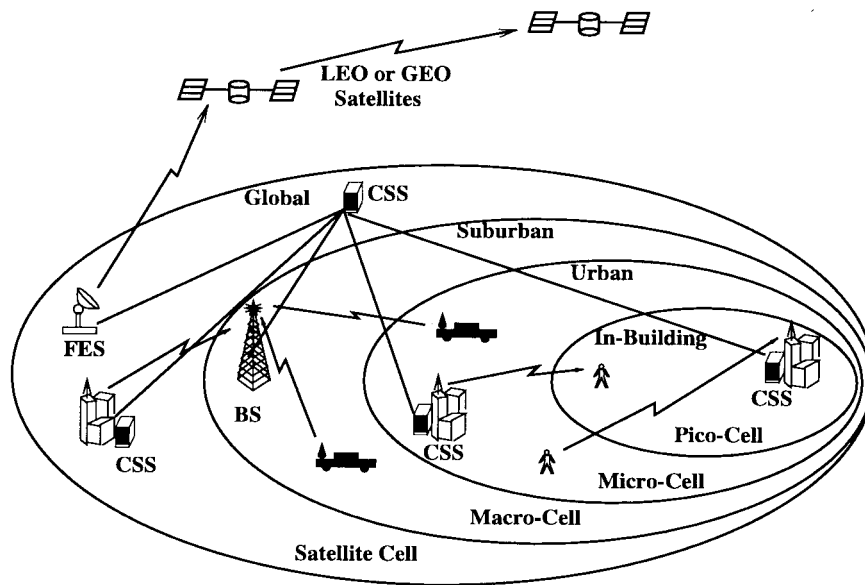 LEO or GEO
Satellites
Global
CSS
Suburban
Urban
FES
In-Building
BS
CSS
CSS
CSS
Pico-Cell
Micro-Cell
Macro-Cell
Satellite Cell